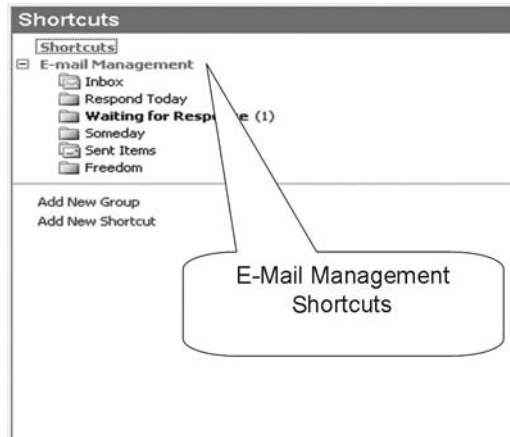 Shortcuts
Shortcuts
E-mail Management
Inbox
Respond Today
Waiting for Response (1)
Someday
Sent Items
Freedom
Add New Group
Add New Shortcut
E-Mail Management
Shortcuts